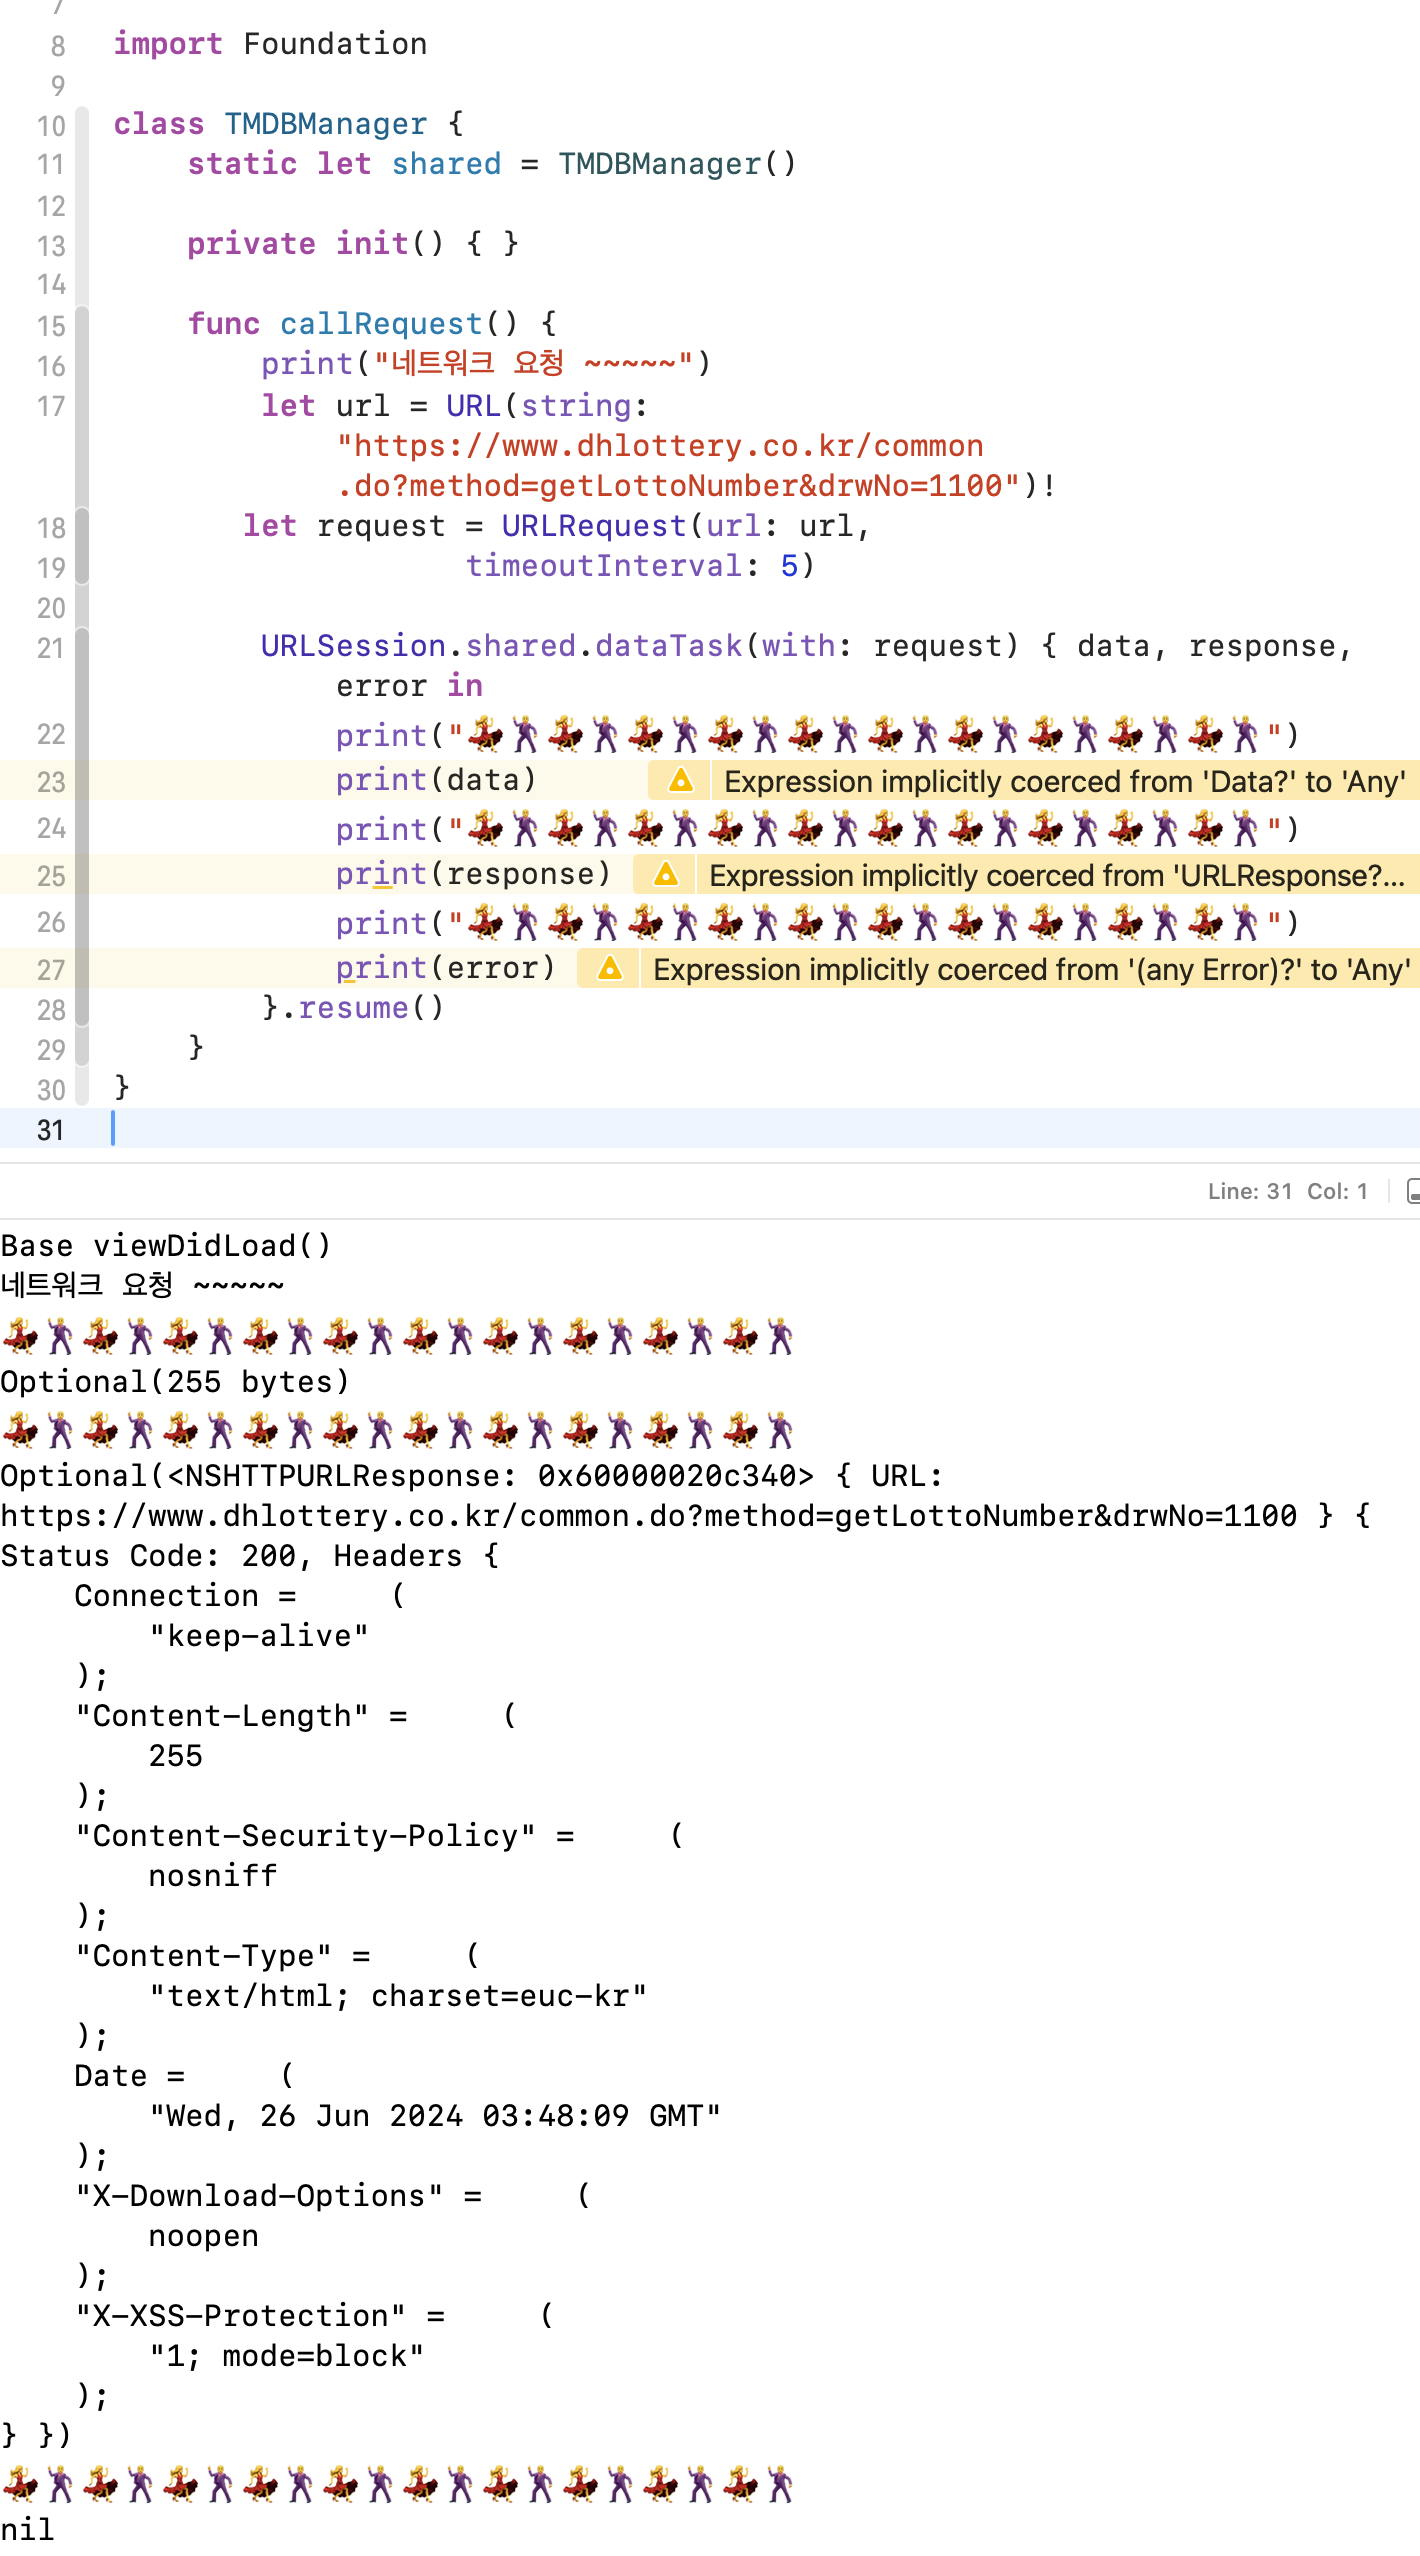 7
8 import Foundation
9
10 class TMDBManager {
11 static let shared = TMDBManager()
12
13 private init() { }
14
15 func callRequest() {
16 print("네트워크 요청 ~~~~~")
17 let url = URL(string:
"https://www.dhlottery.co.kr/common
.do?method=getLottoNumber&drwNo=1100")!
18 let request = URLRequest(url: url,
19 timeoutInterval: 5)
20
21 URLSession.shared.dataTask(with: request) { data, response,
error in
22 print("💃🕺💃🕺💃🕺💃🕺💃🕺💃🕺💃🕺💃🕺💃🕺💃🕺")
23 print(data) Expression implicitly coerced from 'Data?' to 'Any'
24 print("💃🕺💃🕺💃🕺💃🕺💃🕺💃🕺💃🕺💃🕺💃🕺💃🕺")
25 print(response) Expression implicitly coerced from 'URLResponse?...
26 print("💃🕺💃🕺💃🕺💃🕺💃🕺💃🕺💃🕺💃🕺💃🕺💃🕺")
27 print(error) Expression implicitly coerced from '(any Error)?' to 'Any'
28 }.resume()
29 }
30 }
31
Line: 31 Col: 1
Base viewDidLoad()
네트워크 요청 ~~~~~
💃🕺💃🕺💃🕺💃🕺💃🕺💃🕺💃🕺💃🕺💃🕺💃🕺
Optional(255 bytes)
💃🕺💃🕺💃🕺💃🕺💃🕺💃🕺💃🕺💃🕺💃🕺💃🕺
Optional(<NSHTTPURLResponse: 0x60000020c340> { URL:
https://www.dhlottery.co.kr/common.do?method=getLottoNumber&drwNo=1100 } {
Status Code: 200, Headers {
Connection = (
"keep-alive"
);
"Content-Length" = (
255
);
"Content-Security-Policy" = (
nosniff
);
"Content-Type" = (
"text/html; charset=euc-kr"
);
Date = (
"Wed, 26 Jun 2024 03:48:09 GMT"
);
"X-Download-Options" = (
noopen
);
"X-XSS-Protection" = (
"1; mode=block"
);
} })
💃🕺💃🕺💃🕺💃🕺💃🕺💃🕺💃🕺💃🕺💃🕺💃🕺
nil